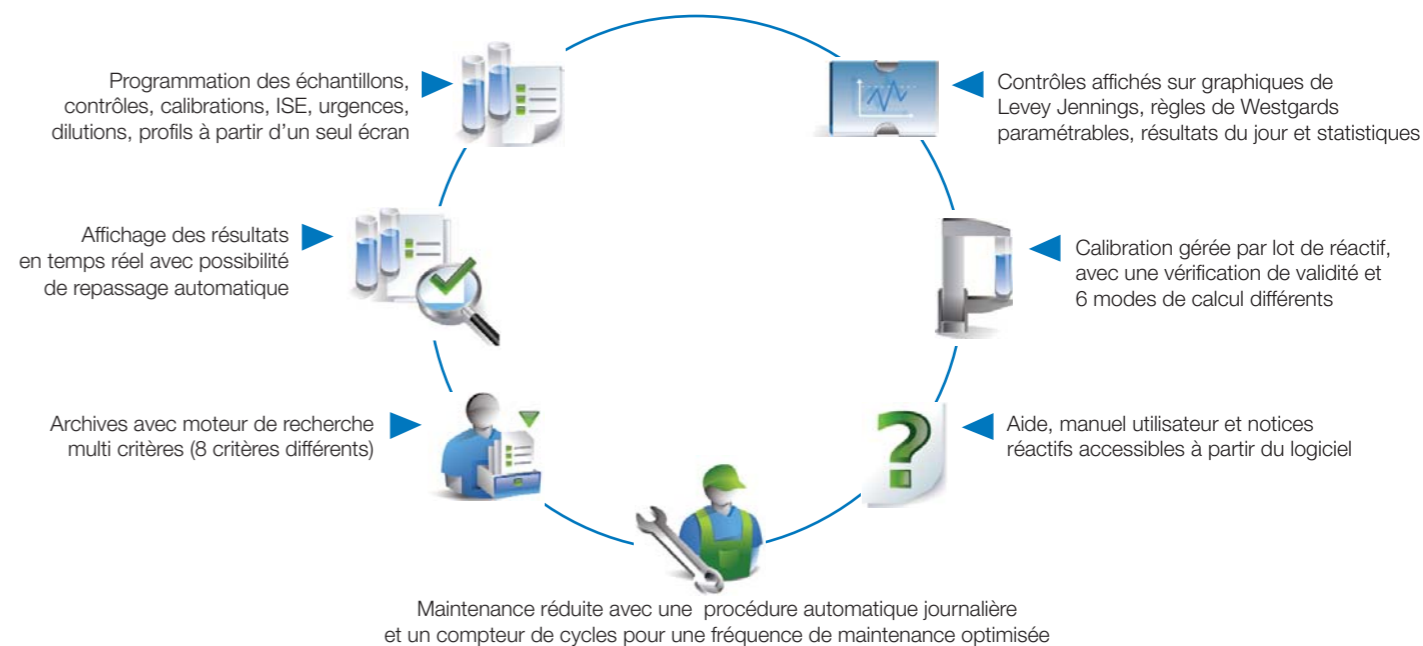 Programmation des échantillons,
contrôles, calibrations, ISE, urgences,
dilutions, profils à partir d'un seul écran
Contrôles affichés sur graphiques de
Levey Jennings, règles de Westgards
paramétrables, résultats du jour et statistiques
Affichage des résultats
en temps réel avec possibilité
de repassage automatique
Calibration gérée par lot de réactif,
avec une vérification de validité et
6 modes de calcul différents
Archives avec moteur de recherche
multi critères (8 critères différents)
Aide, manuel utilisateur et notices
réactifs accessibles à partir du logiciel
Maintenance réduite avec une procédure automatique journalière
et un compteur de cycles pour une fréquence de maintenance optimisée